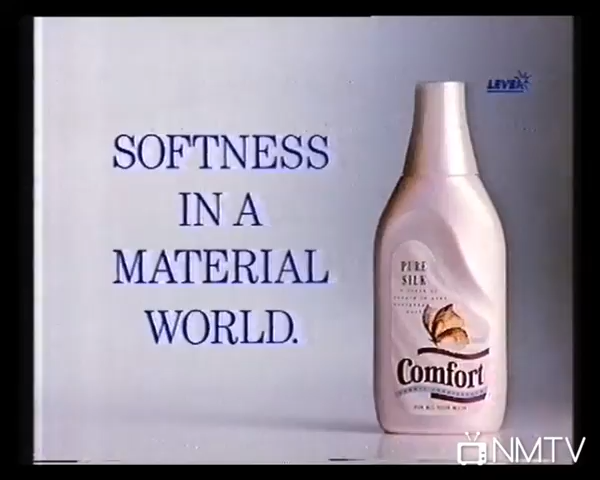 SOFTNESS
IN A
MATERIAL
WORLD.
LEVER
PURE
SILK
Comfort
NMTV